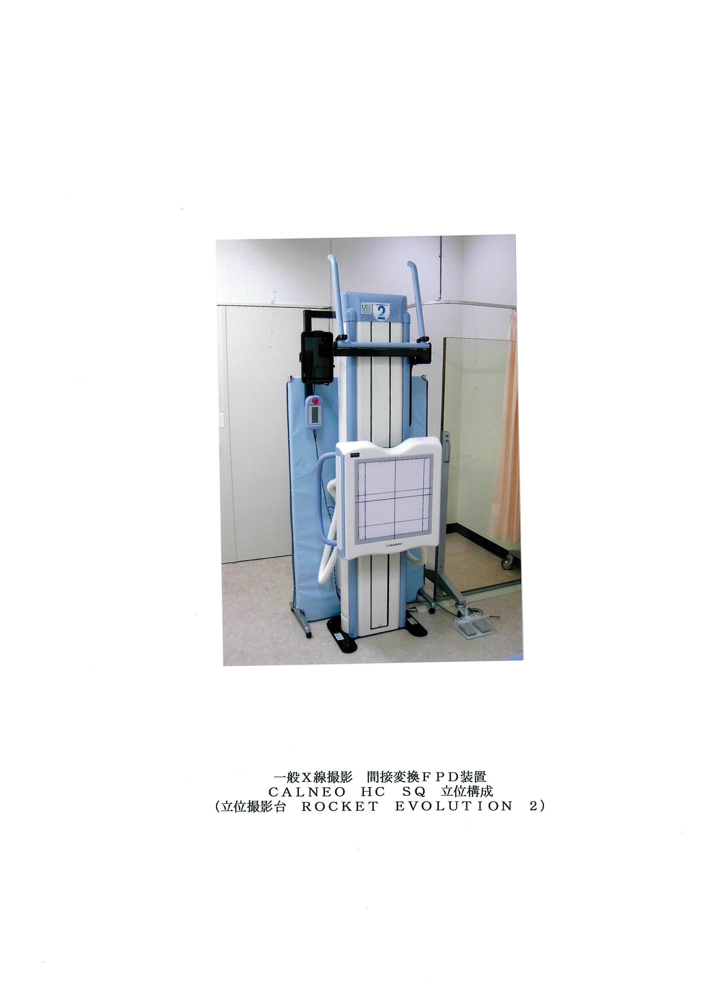 2
一般Ｘ線撮影　間接変換ＦＰＤ装置
ＣＡＬＮＥＯ　ＨＣ　ＳＱ　立位構成
（立位撮影台　ＲＯＣＫＥＴ　ＥＶＯＬＵＴＩＯＮ　２）